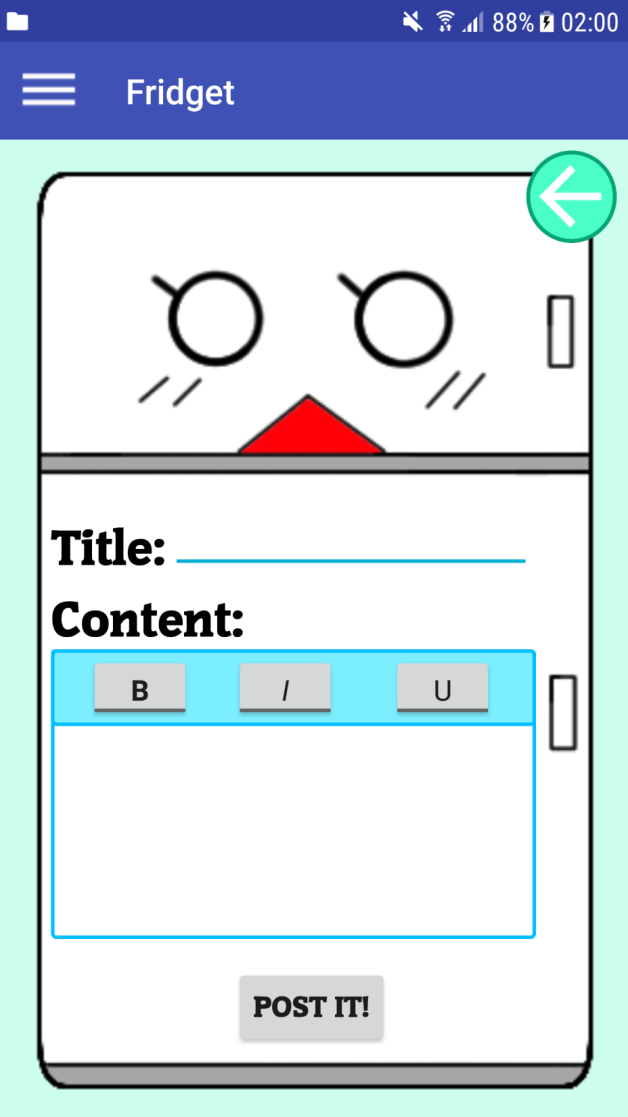 88% 02:00
Fridget
Title:
Content:
B I U
POST IT!